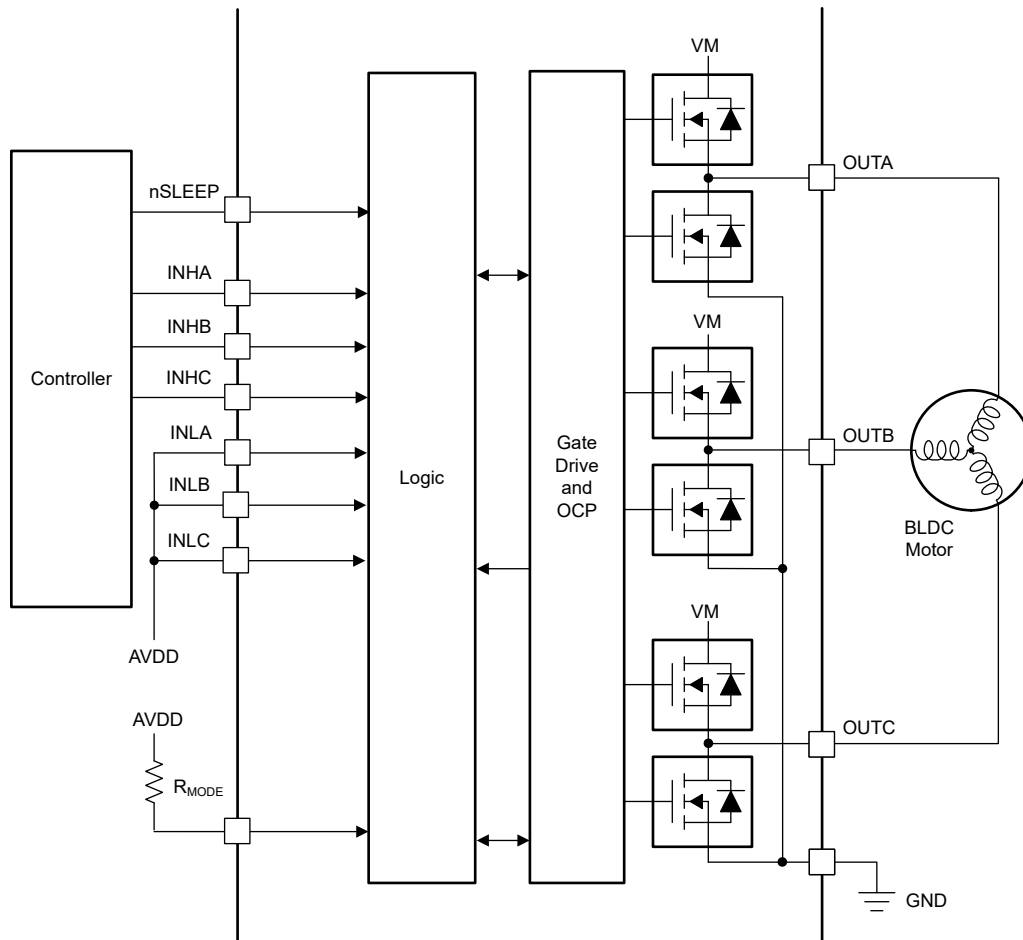 VM
OUTA
nSLEEP
INHA
INHB
INHC
INLA
INLB
INLC
Controller
AVDD
AVDD
RMODE
Logic
Gate
Drive
and
OCP
VM
OUTB
BLDC
Motor
VM
OUTC
GND